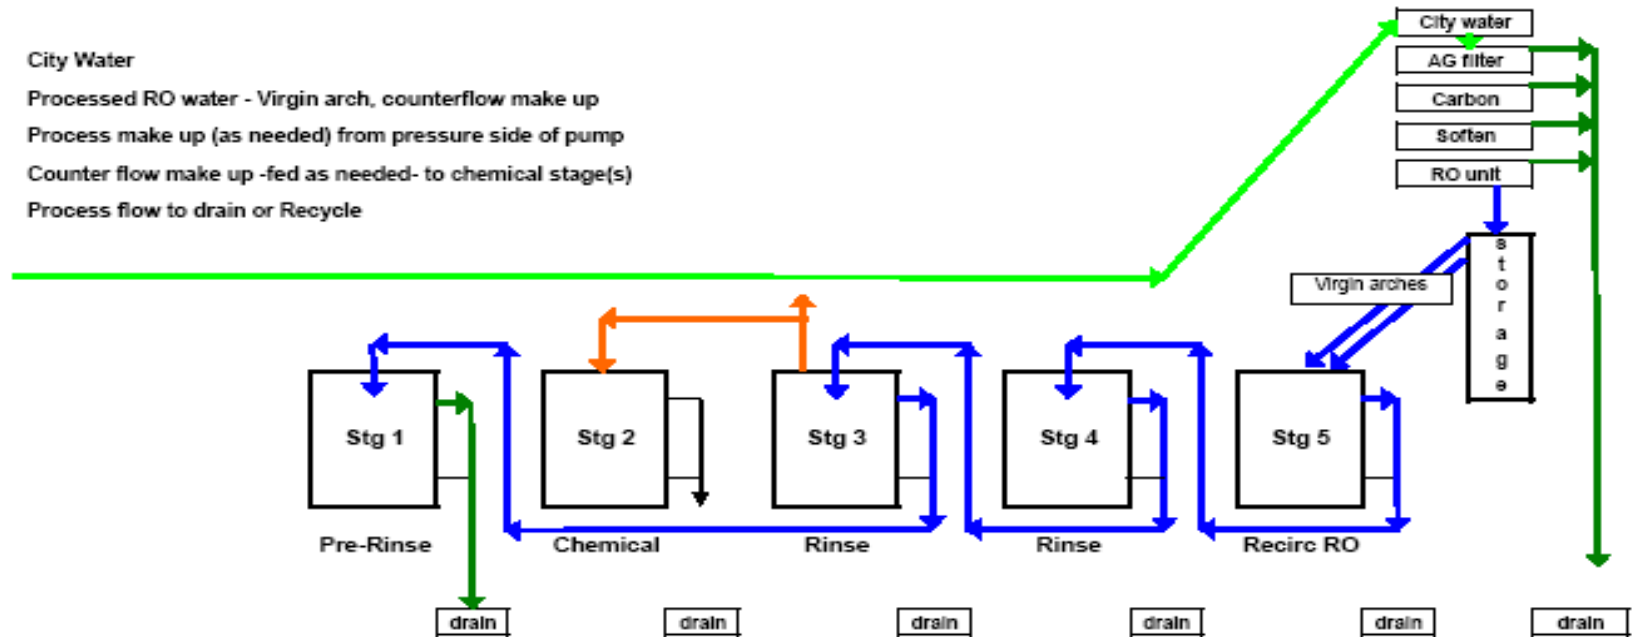 City water
City Water
AG filter
Processed RO water - Virgin arch, counterflow make up
Carbon
Process make up (as needed) from pressure side of pump
Soften
Counter flow make up -fed as needed- to chemical stage(s)
RO unit
Process flow to drain or Recycle
storage
Virgin arches
Stg 1
Stg 2
Stg 3
Stg 4
Stg 5
Pre-Rinse
Chemical
Rinse
Rinse
Recirc RO
drain
drain
drain
drain
drain
drain